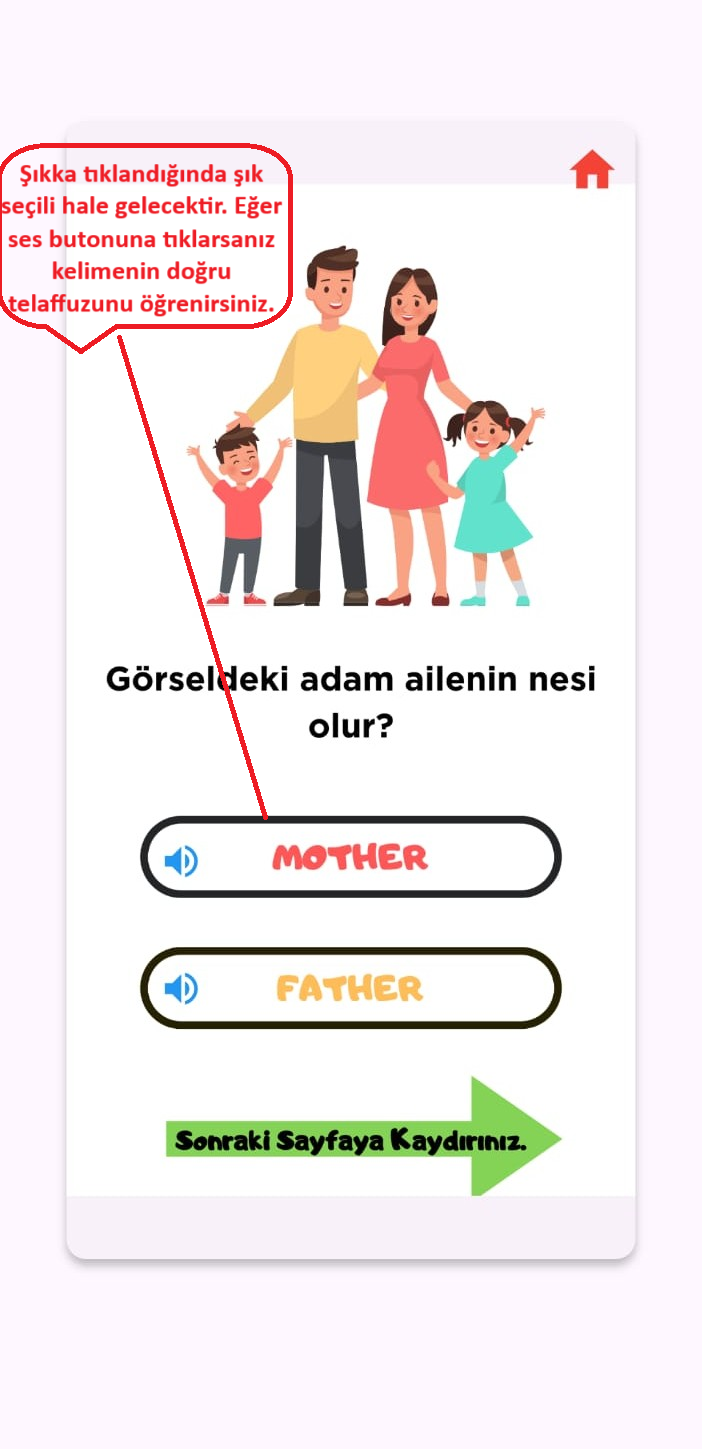 Şıkka tıklandığında şık
seçili hale gelecektir. Eğer
ses butonuna tıklarsanız
kelimenin doğru
telaffuzunu öğrenirsiniz.
Görseldeki adam ailenin nesi
olur?
MOTHER
FATHER
Sonraki Sayfaya Kaydırınız.